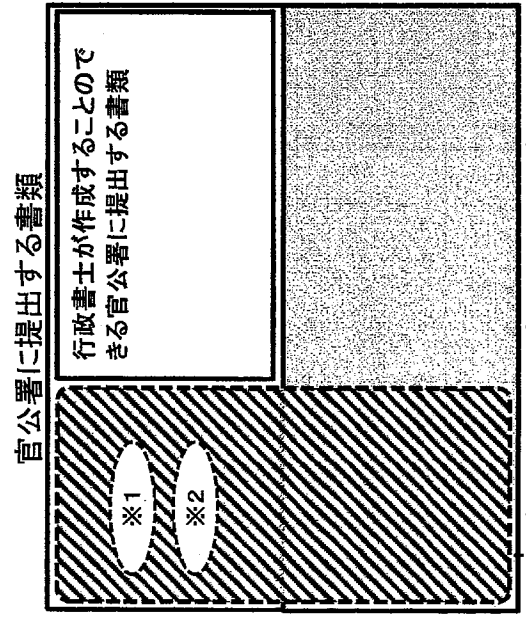 官公署に提出する書類
行政書士が作成することので
きる官公署に提出する書類
※1
※2